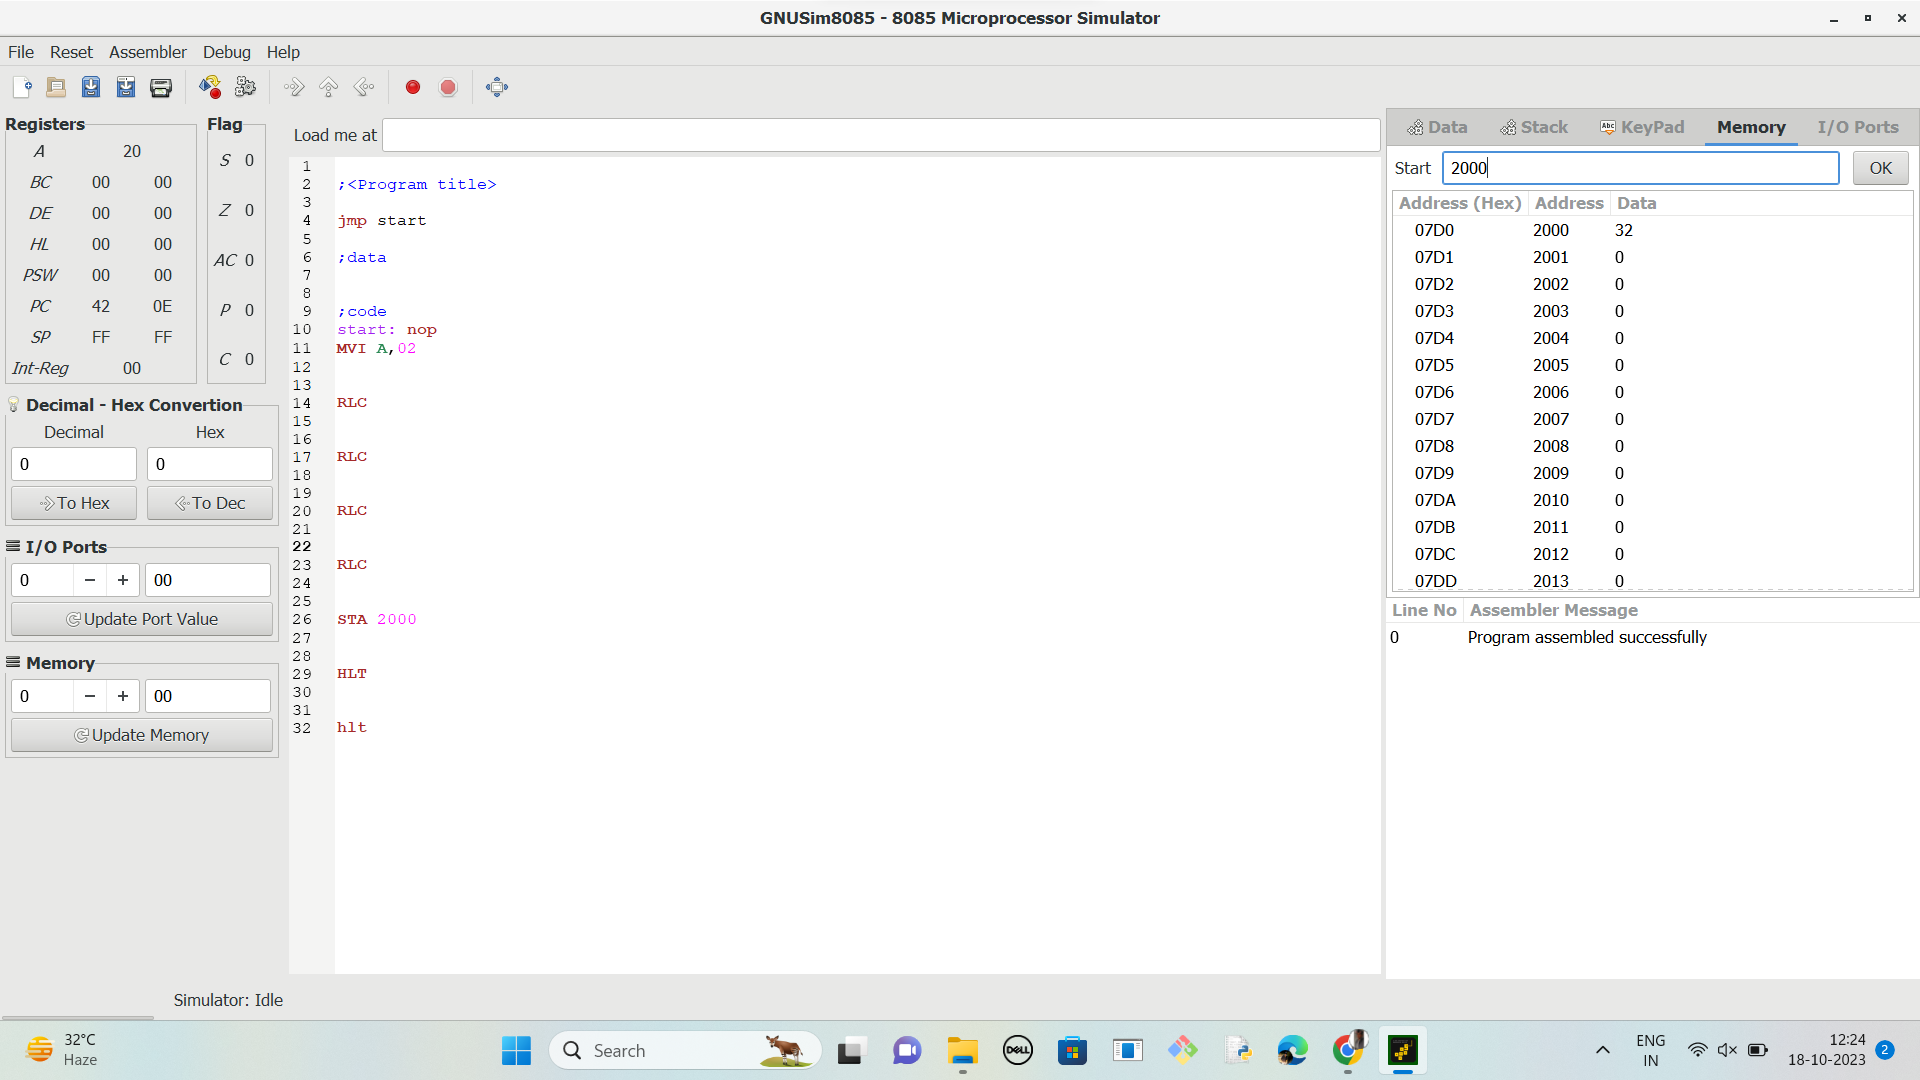 GNUSim8085 - 8085 Microprocessor Simulator
File Reset Assembler Debug Help
Registers
A 20
BC 00 00
DE 00 00
HL 00 00
PSW 00 00
PC 42 0E
SP FF FF
Int-Reg 00
Flag
S 0
Z 0
AC 0
P 0
C 0
Decimal - Hex Convertion
Decimal Hex
0 0
To Hex To Dec
I/O Ports
0 − + 00
Update Port Value
Memory
0 − + 00
Update Memory
Load me at
1
2 ;<Program title>
3
4 jmp start
5
6 ;data
7
8
9 ;code
10 start: nop
11 MVI A,02
12
13
14 RLC
15
16
17 RLC
18
19
20 RLC
21
22
23 RLC
24
25
26 STA 2000
27
28
29 HLT
30
31
32 hlt
Data Stack Abc KeyPad Memory I/O Ports
Start 2000 OK
Address (Hex) Address Data
07D0 2000 32
07D1 2001 0
07D2 2002 0
07D3 2003 0
07D4 2004 0
07D5 2005 0
07D6 2006 0
07D7 2007 0
07D8 2008 0
07D9 2009 0
07DA 2010 0
07DB 2011 0
07DC 2012 0
07DD 2013 0
Line No Assembler Message
0 Program assembled successfully
Simulator: Idle
32°C
Haze
Search
DELL
ENG
IN
12:24
18-10-2023
2